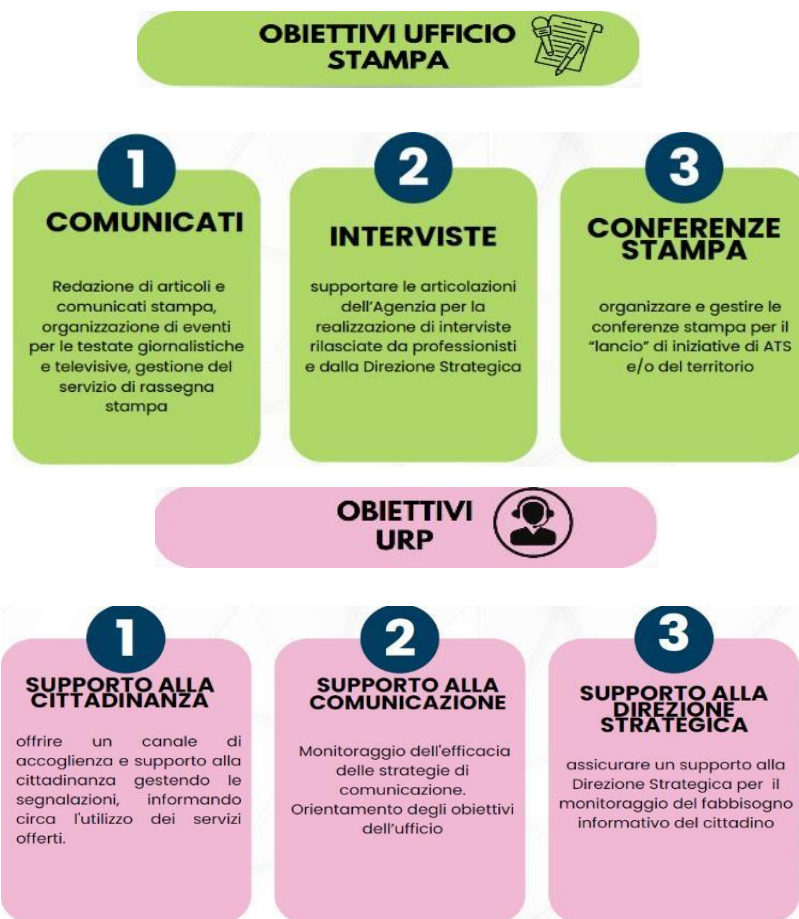 OBIETTIVI UFFICIO
STAMPA
1
COMUNICATI
Redazione di articoli e
comunicati stampa,
organizzazione di eventi
per le testate giornalistiche
e televisive, gestione del
servizio di rassegna
stampa
2
INTERVISTE
supportare le articolazioni
dell'Agenzia per la
realizzazione di interviste
rilasciate da professionisti
e dalla Direzione Strategica
3
CONFERENZE
STAMPA
organizzare e gestire le
conferenze stampa per il
"lancio" di iniziative di ATS
e/o del territorio
OBIETTIVI
URP
1
SUPPORTO ALLA
CITTADINANZA
offrire un canale di
accoglienza e supporto alla
cittadinanza gestendo le
segnalazioni, informando
circa l'utilizzo dei servizi
offerti.
2
SUPPORTO ALLA
COMUNICAZIONE
Monitoraggio dell'efficacia
delle strategie di
comunicazione.
Orientamento degli obiettivi
dell'ufficio
3
SUPPORTO ALLA
DIREZIONE
STRATEGICA
assicurare un supporto alla
Direzione Strategica per il
monitoraggio del fabbisogno
informativo del cittadino